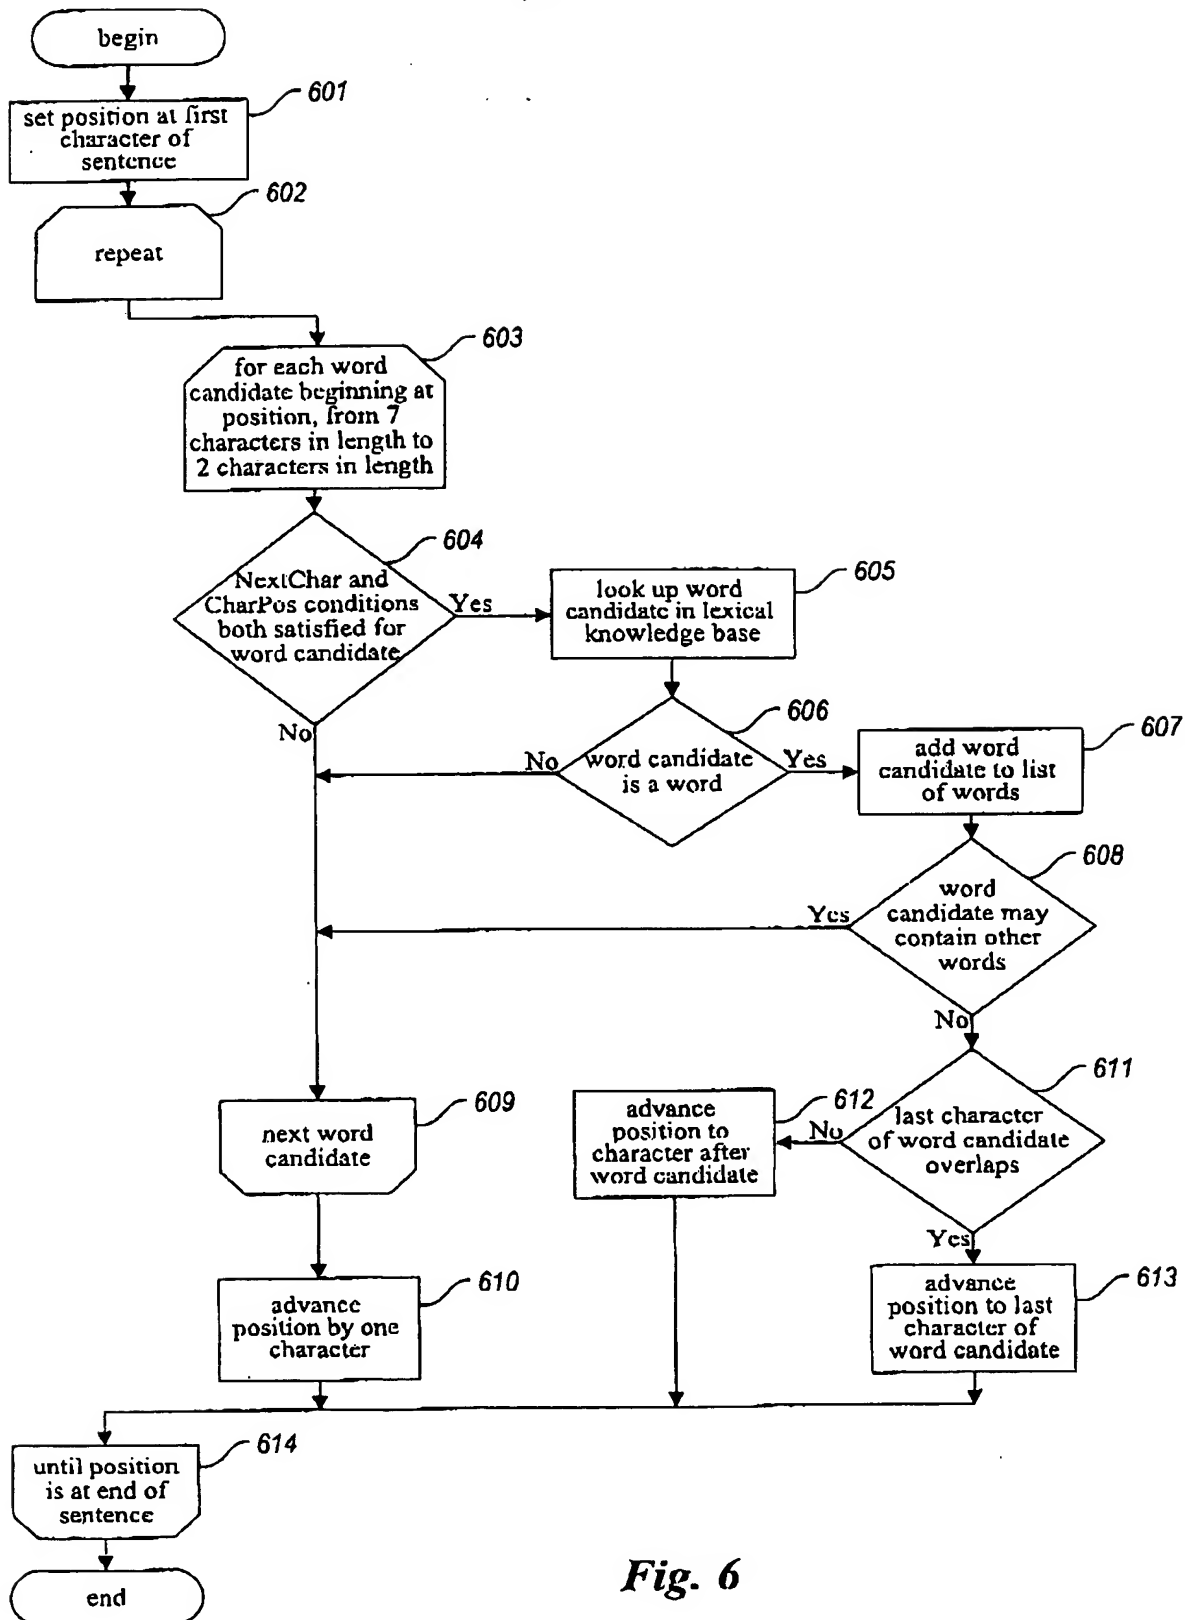 begin
601
set position at first
character of
sentence
602
repeat
603
for each word
candidate beginning at
position, from 7
characters in length to
2 characters in length
604
NextChar and
CharPos conditions
both satisfied for
word candidate
Yes
No
605
look up word
candidate in lexical
knowledge base
606
word candidate
is a word
No
Yes
607
add word
candidate to list
of words
608
word
candidate may
contain other
words
Yes
No
609
next word
candidate
611
last character
of word candidate
overlaps
No
Yes
612
advance
position to
character after
word candidate
610
advance
position by one
character
613
advance
position to last
character of
word candidate
614
until position
is at end of
sentence
end
Fig. 6